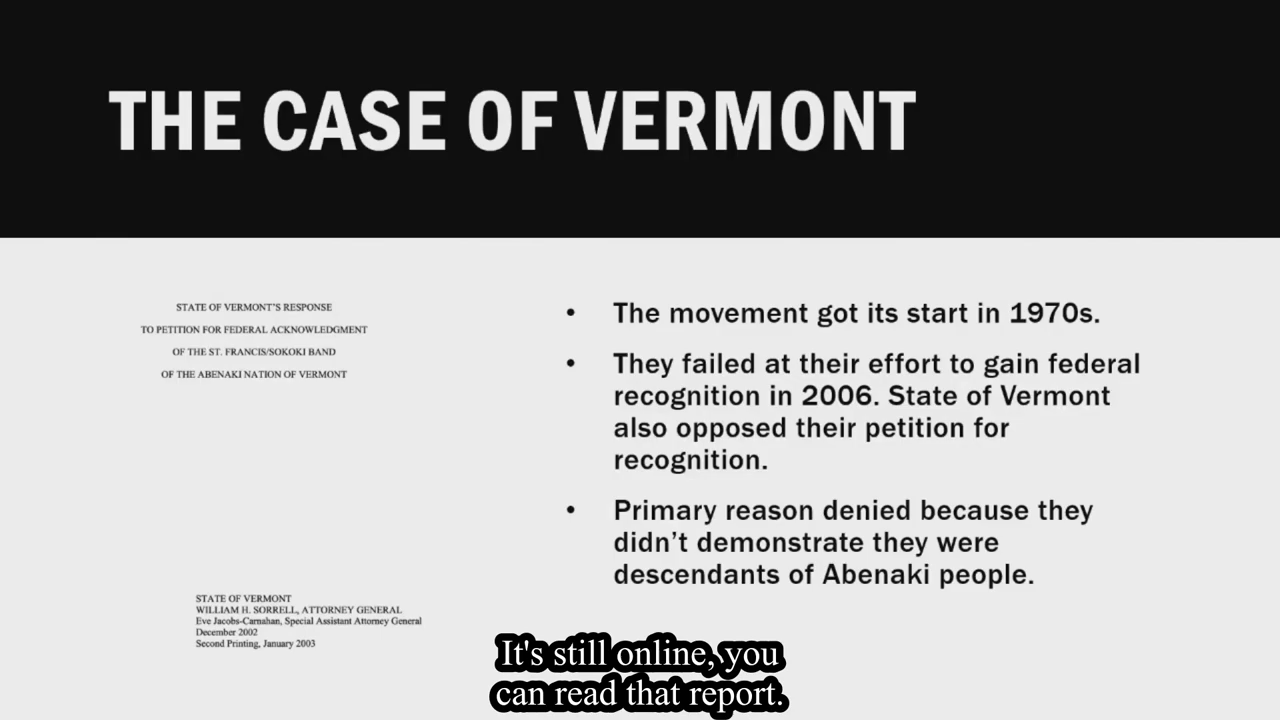 THE CASE OF VERMONT
STATE OF VERMONT'S RESPONSE
TO PETITION FOR FEDERAL ACKNOWLEDGMENT
OF THE ST. FRANCIS/SOKOKI BAND
OF THE ABENAKI NATION OF VERMONT
STATE OF VERMONT
WILLIAM H. SORRELL, ATTORNEY GENERAL
Eve Jacobs-Carnahan, Special Assistant Attorney General
December 2002
Second Printing, January 2003
• The movement got its start in 1970s.
• They failed at their effort to gain federal
recognition in 2006. State of Vermont
also opposed their petition for
recognition.
• Primary reason denied because they
didn't demonstrate they were
descendants of Abenaki people.
It's still online, you
can read that report.